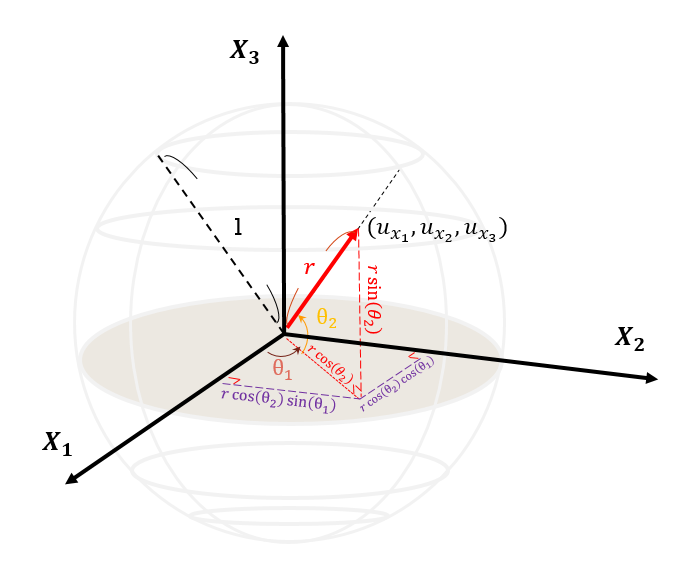 X₃
l
(uₓ₁, uₓ₂, uₓ₃)
r
r sin(θ₂)
θ₂
X₂
r cos(θ₂)
θ₁
r cos(θ₂) cos(θ₁)
r cos(θ₂) sin(θ₁)
X₁